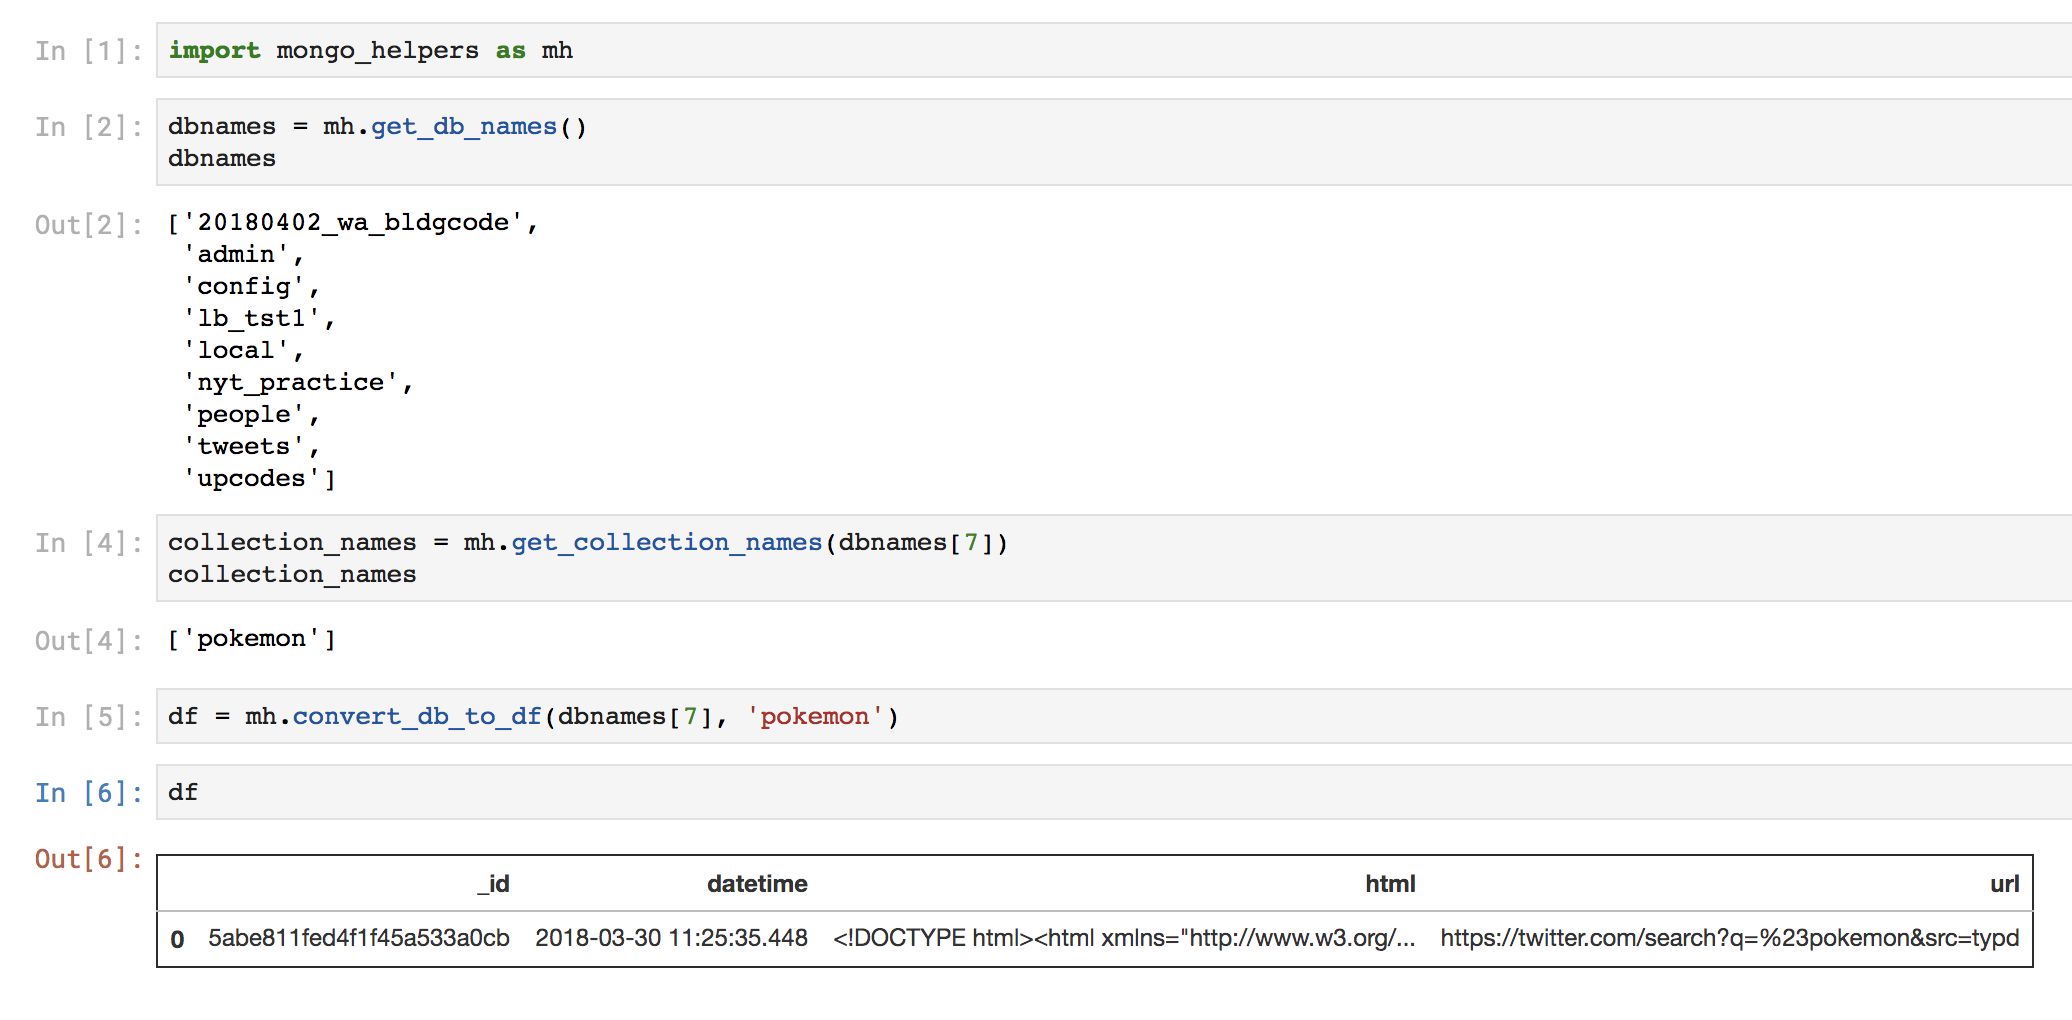 In [1]: import mongo_helpers as mh
In [2]: dbnames = mh.get_db_names()
dbnames
Out[2]: ['20180402_wa_bldgcode',
'admin',
'config',
'lb_tst1',
'local',
'nyt_practice',
'people',
'tweets',
'upcodes']
In [4]: collection_names = mh.get_collection_names(dbnames[7])
collection_names
Out[4]: ['pokemon']
In [5]: df = mh.convert_db_to_df(dbnames[7], 'pokemon')
In [6]: df
Out[6]:
_id datetime html url
0 5abe811fed4f1f45a533a0cb 2018-03-30 11:25:35.448 <!DOCTYPE html><html xmlns="http://www.w3.org/... https://twitter.com/search?q=%23pokemon&src=typd